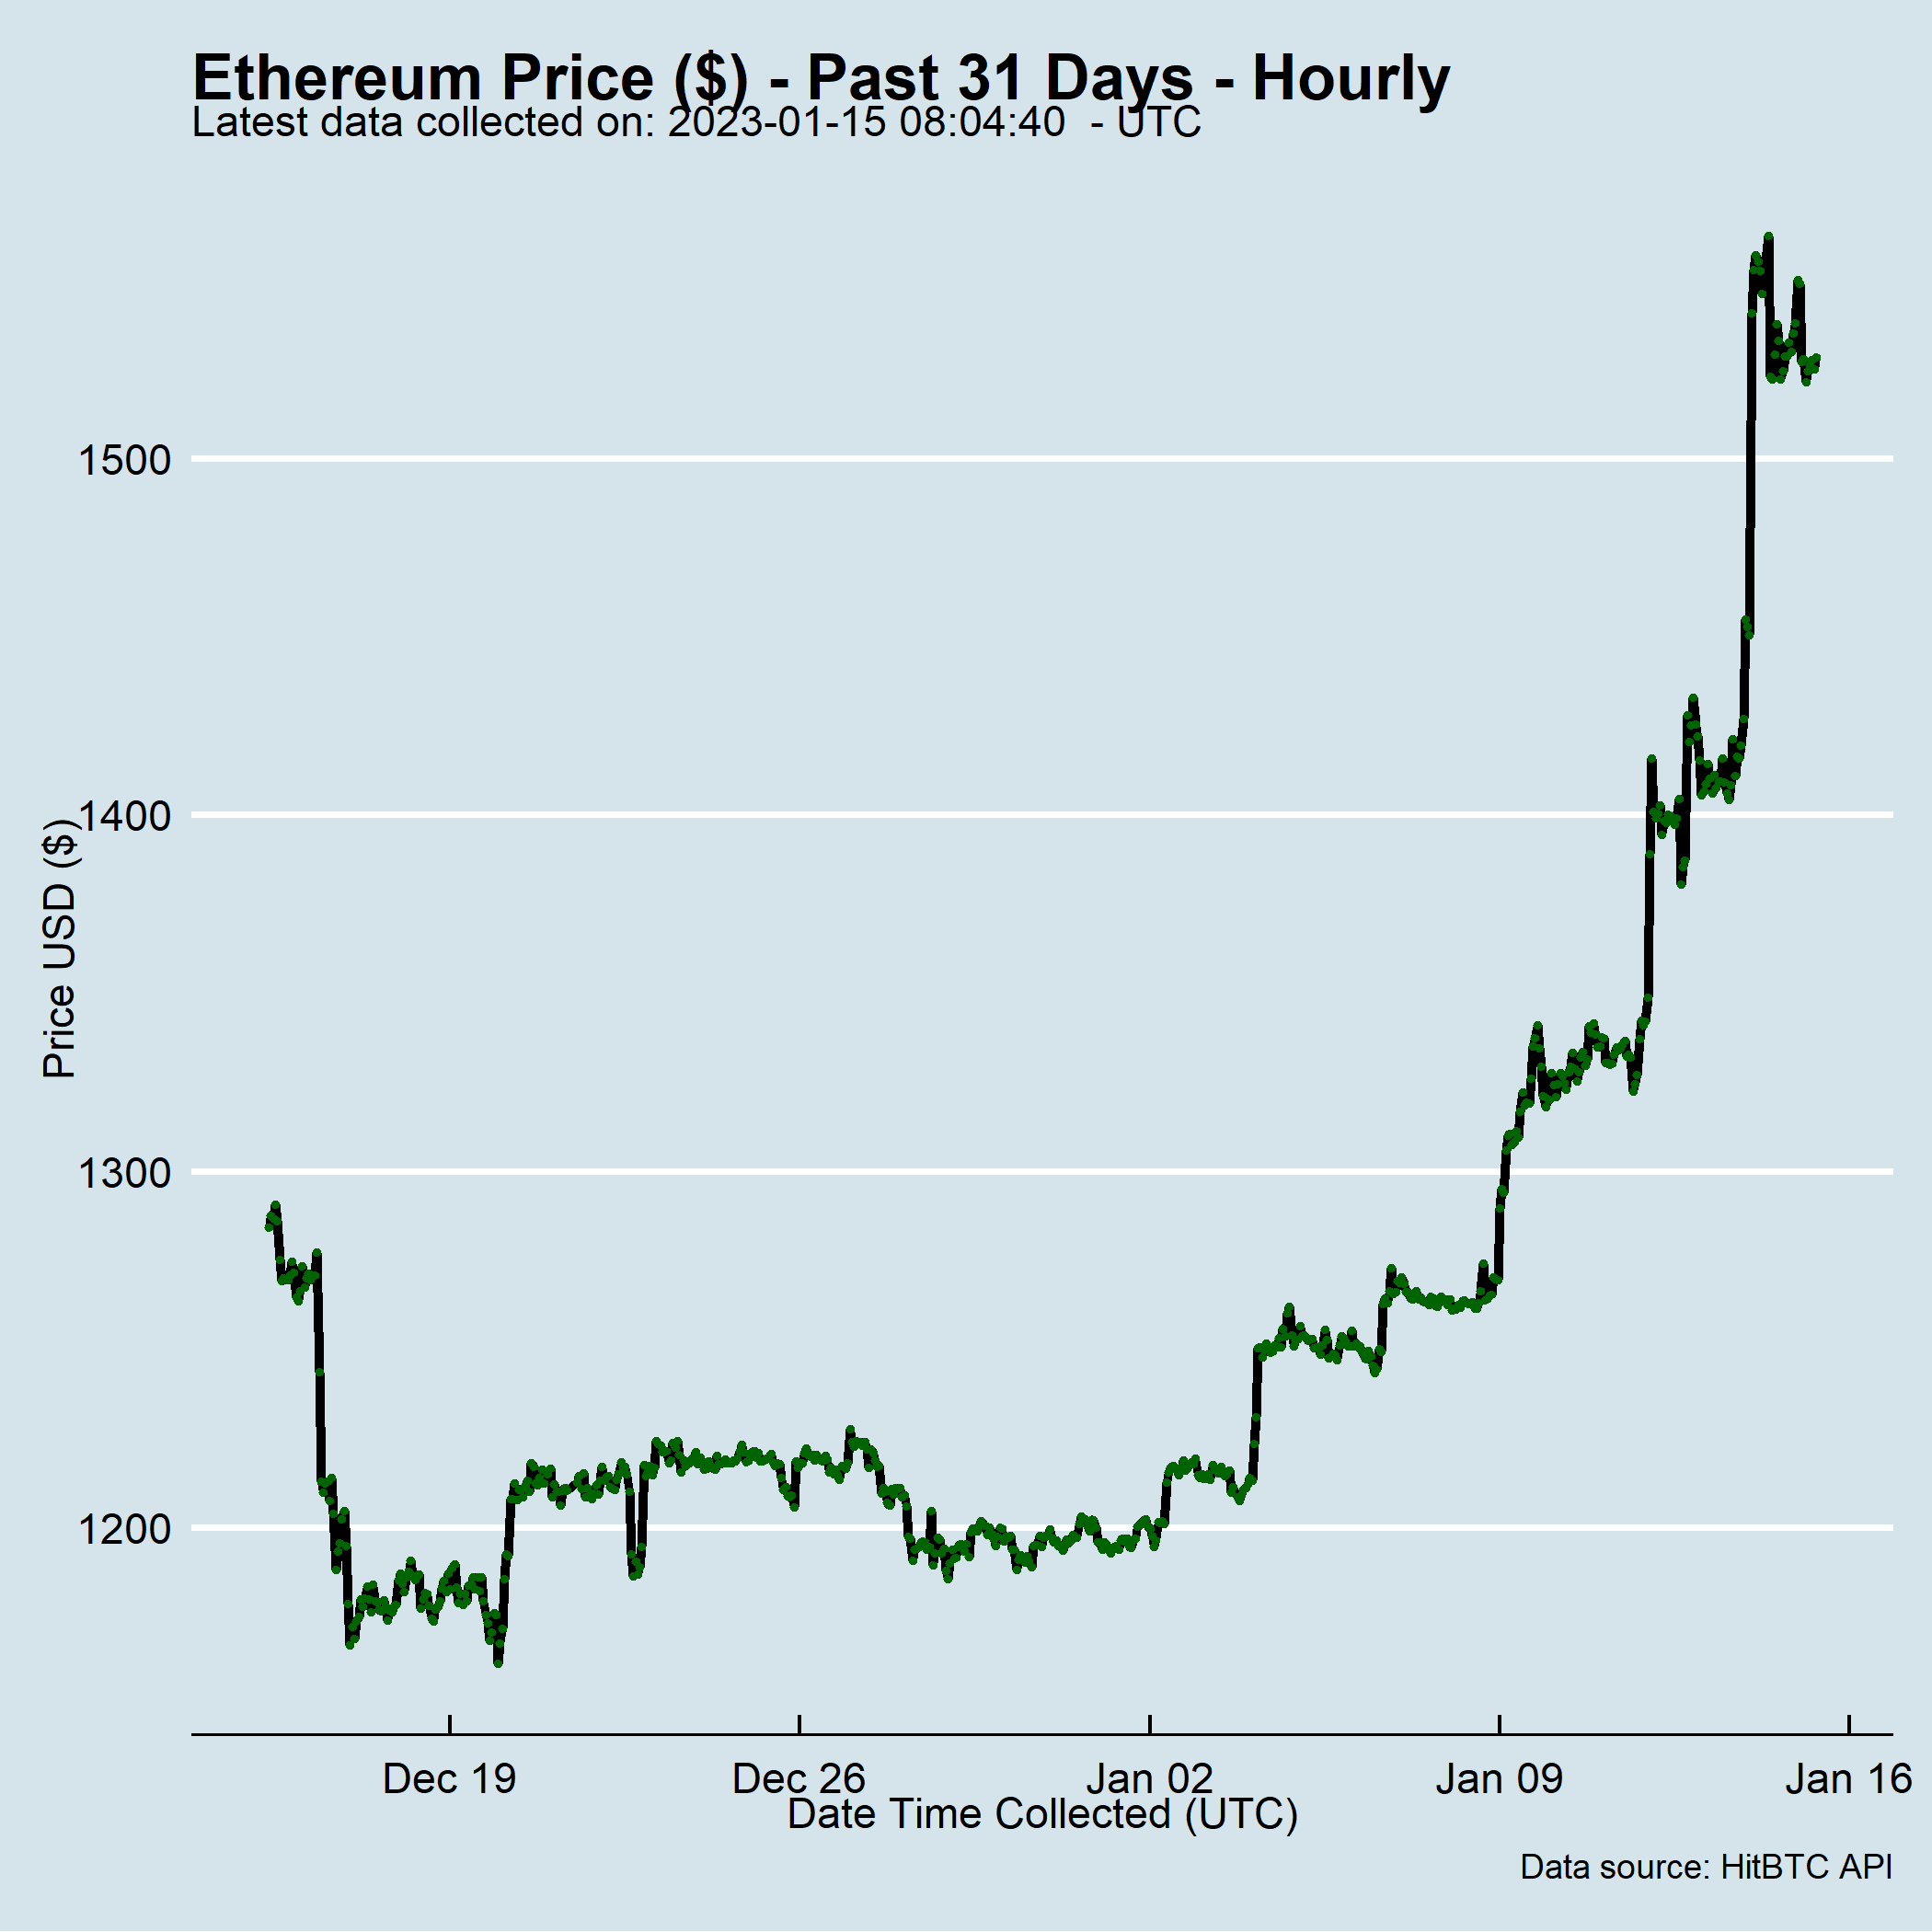 Ethereum Price ($) - Past 31 Days - Hourly
Latest data collected on: 2023-01-15 08:04:40  - UTC
1500
1400
1300
1200
Price USD ($)
Dec 19
Dec 26
Jan 02
Jan 09
Jan 16
Date Time Collected (UTC)
Data source: HitBTC API